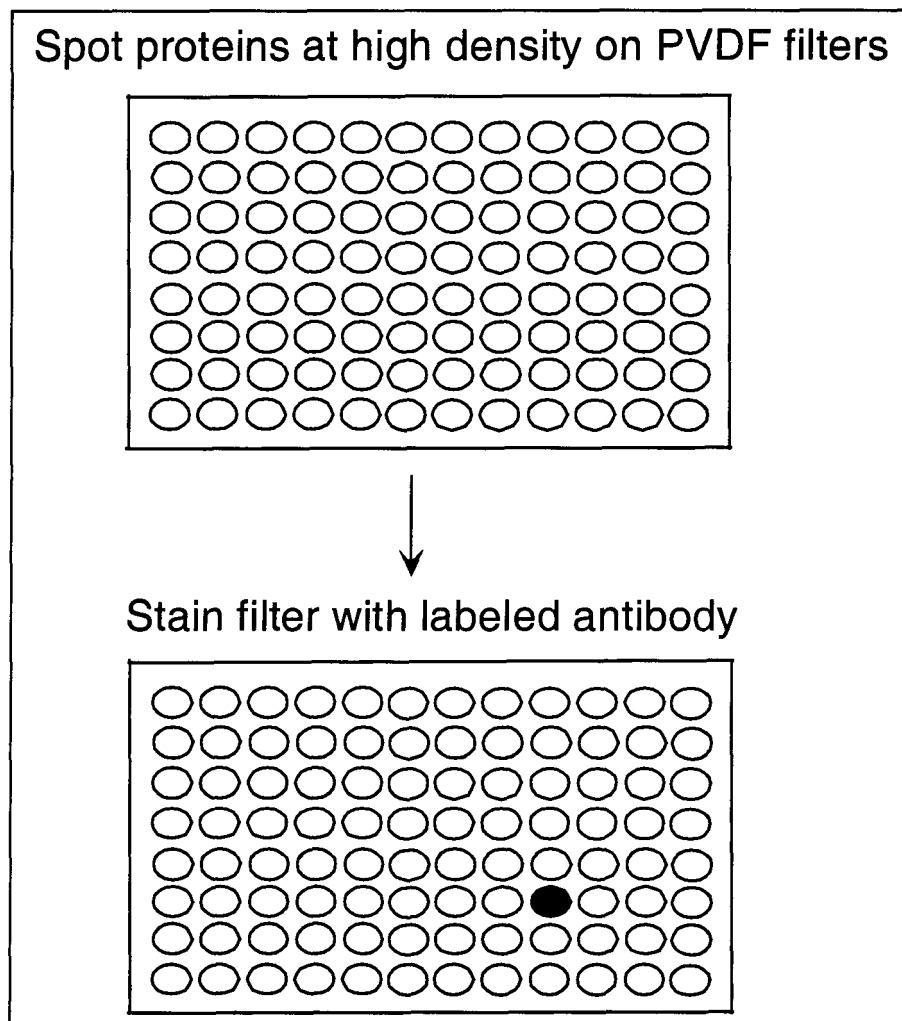 Spot proteins at high density on PVDF filters
Stain filter with labeled antibody